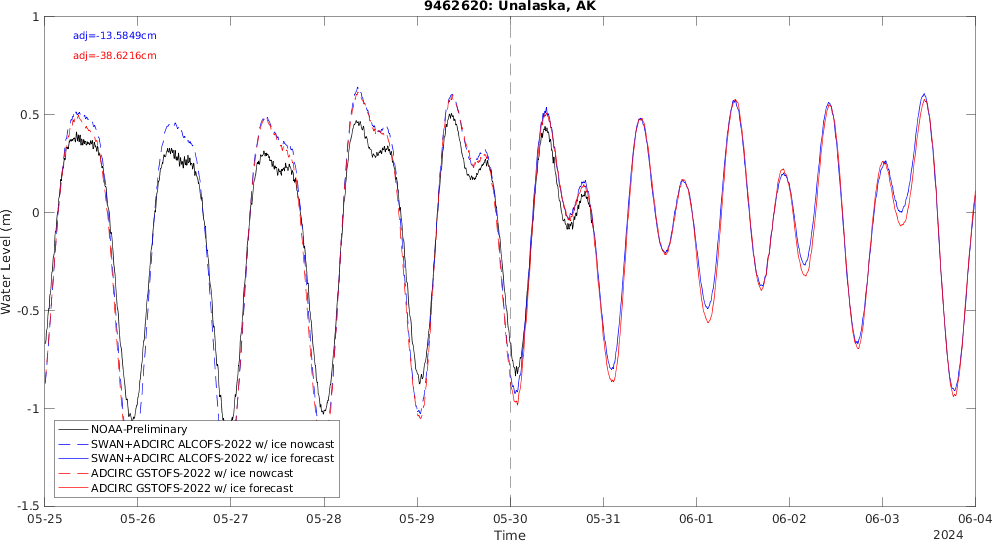 9462620: Unalaska, AK
adj=-13.5849cm
adj=-38.6216cm
Water Level (m)
1
0.5
0
-0.5
-1
-1.5
NOAA-Preliminary
SWAN+ADCIRC ALCOFS-2022 w/ ice nowcast
SWAN+ADCIRC ALCOFS-2022 w/ ice forecast
ADCIRC GSTOFS-2022 w/ ice nowcast
ADCIRC GSTOFS-2022 w/ ice forecast
05-25 05-26 05-27 05-28 05-29 05-30 05-31 06-01 06-02 06-03 06-04
Time
2024